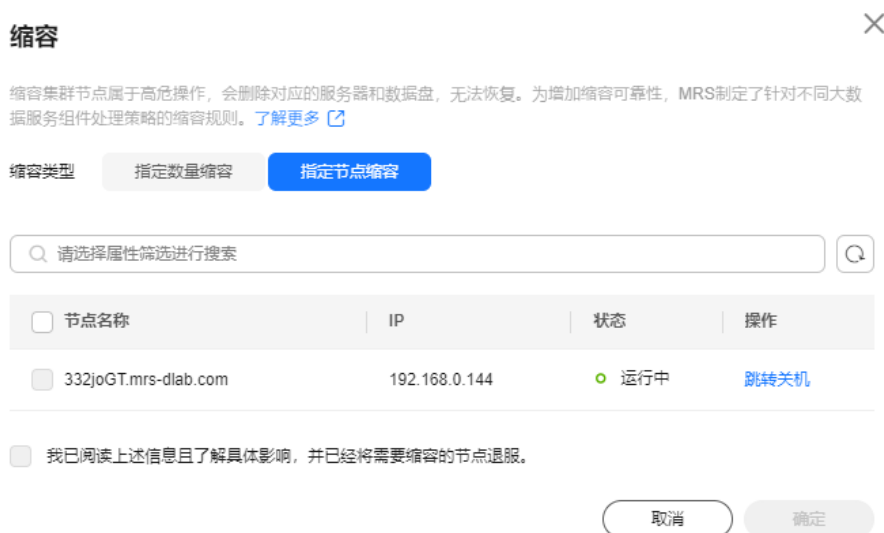 缩容
缩容集群节点属于高危操作，会删除对应的服务器和数据盘，无法恢复。为增加缩容可靠性，MRS制定了针对不同大数
据服务组件处理策略的缩容规则。了解更多
缩容类型 指定数量缩容 指定节点缩容
请选择属性筛选进行搜索
节点名称 IP 状态 操作
332joGT.mrs-dlab.com 192.168.0.144 运行中 跳转关机
我已阅读上述信息且了解具体影响，并已经将需要缩容的节点退服。
取消 确定